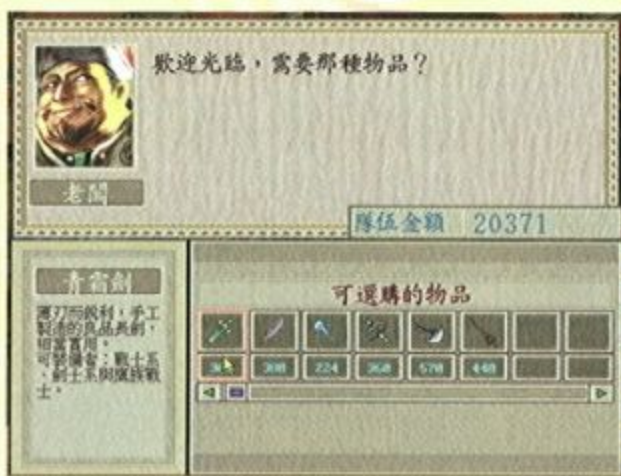 歡迎光臨，需要那種物品？
老闆
隊伍金額 20371
青霜劍
薄刃而銳利，手工
製造的良品長劍，
相當實用。
可裝備者：戰士系
、劍士系與鷹族戰
士。
可選購的物品
300 224 360 570 440